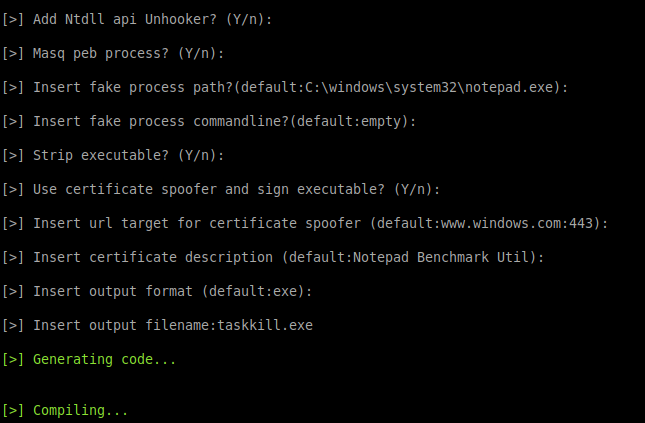 [>] Add Ntdll api Unhooker? (Y/n):
[>] Masq peb process? (Y/n):
[>] Insert fake process path?(default:C:\windows\system32\notepad.exe):
[>] Insert fake process commandline?(default:empty):
[>] Strip executable? (Y/n):
[>] Use certificate spoofer and sign executable? (Y/n):
[>] Insert url target for certificate spoofer (default:www.windows.com:443):
[>] Insert certificate description (default:Notepad Benchmark Util):
[>] Insert output format (default:exe):
[>] Insert output filename:taskkill.exe
[>] Generating code...
[>] Compiling...